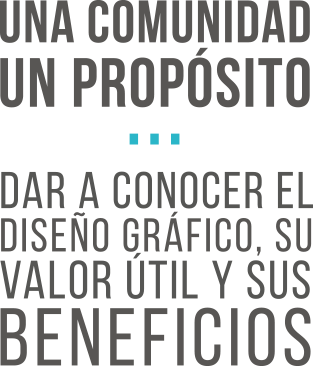 UNA COMUNIDAD
UN PROPÓSITO
...
DAR A CONOCER EL
DISEÑO GRÁFICO, SU
VALOR ÚTIL Y SUS
BENEFICIOS